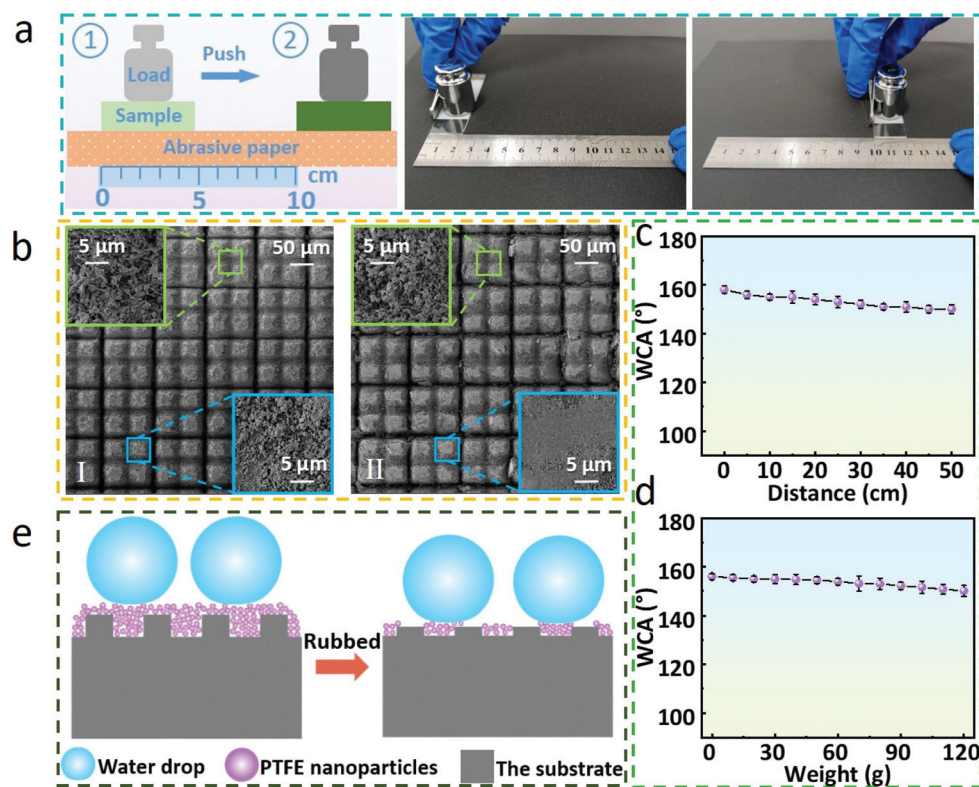 a
① ②
Push
Load
Sample
Abrasive paper
cm
0 5 10
1 2 3 4 5 6 7 8 9 10 11 12 13 14
1 2 3 4 5 6 7 8 9 10 11 12 13 14
b
5 μm 50 μm
I
5 μm
5 μm 50 μm
II
5 μm
c
WCA (°)
180
160
140
120
100
0 10 20 30 40 50
Distance (cm)
d
WCA (°)
180
160
140
120
100
0 30 60 90 120
Weight (g)
e
Rubbed
Water drop PTFE nanoparticles The substrate